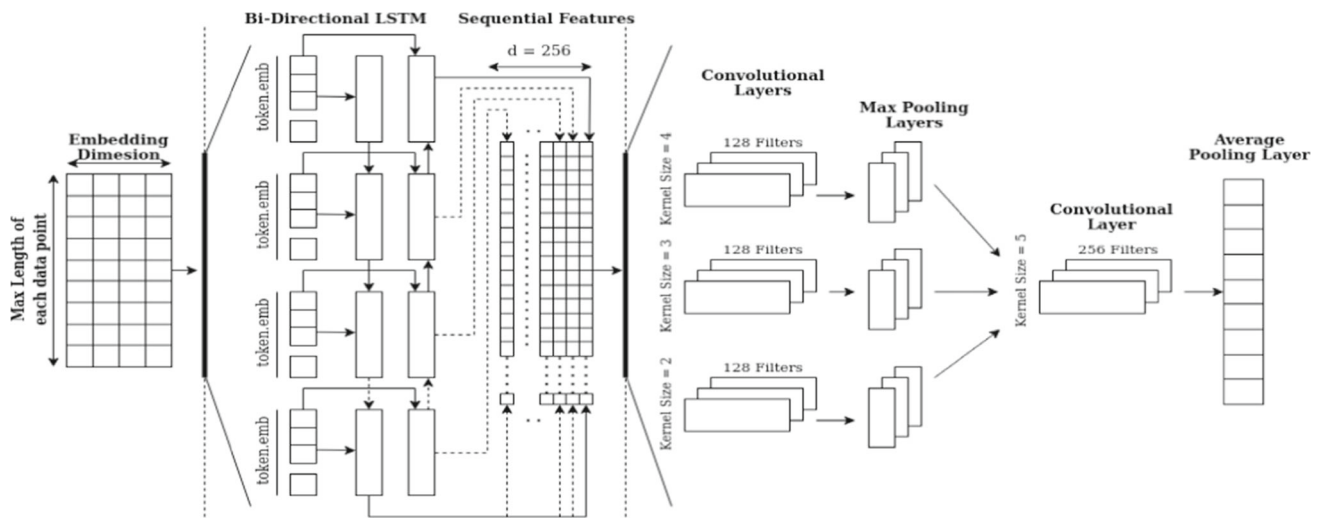 Bi-Directional LSTM
Sequential Features
d = 256
token.emb
token.emb
token.emb
token.emb
Embedding
Dimesion
Max Length of
each data point
Convolutional
Layers
Max Pooling
Layers
Kernel Size = 4
128 Filters
Kernel Size = 3
128 Filters
Kernel Size = 2
128 Filters
Kernel Size = 5
Convolutional
Layer
256 Filters
Average
Pooling Layer